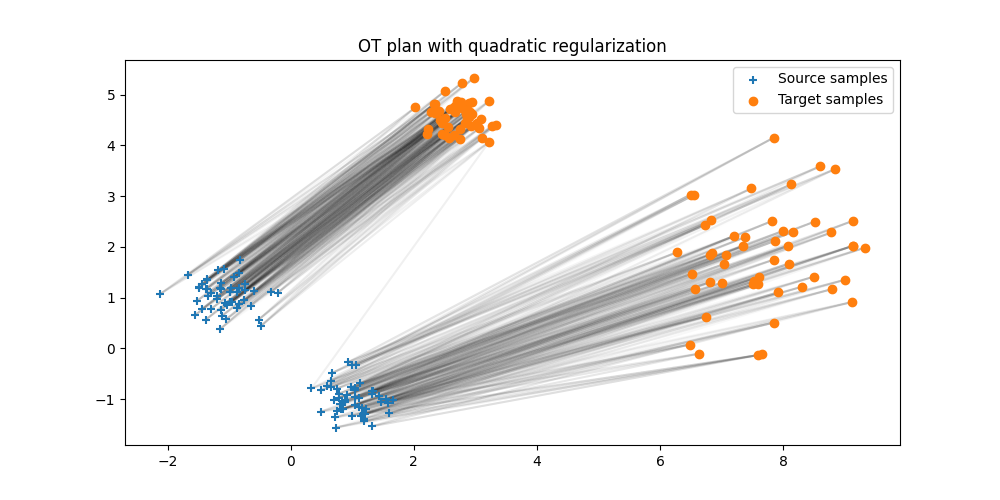 OT plan with quadratic regularization
Source samples
Target samples
5
4
3
2
1
0
−1
−2 0 2 4 6 8